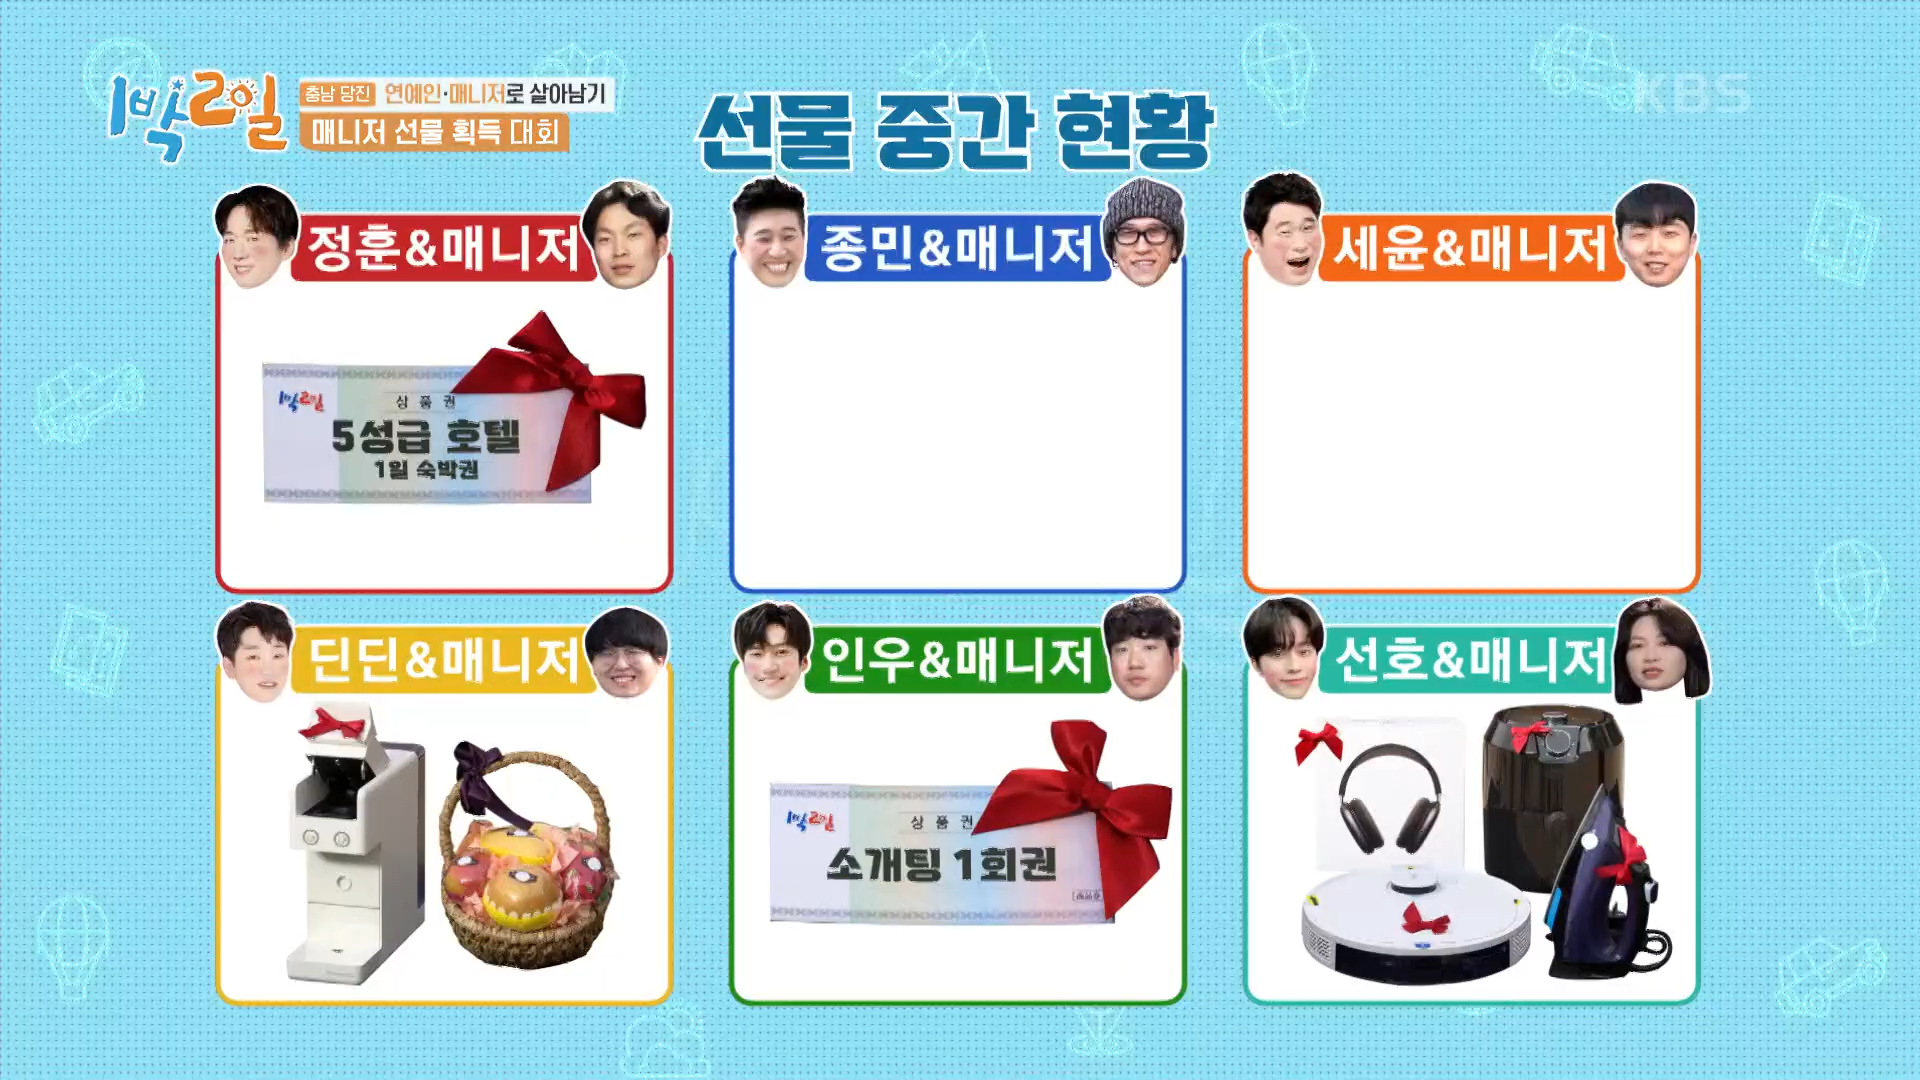 1박2일
충남 당진 연예인·매니저로 살아남기
매니저 선물 획득 대회
KBS
선물 중간 현황
정훈&매니저
종민&매니저
세윤&매니저
1박2일
상품권
5성급 호텔
1일 숙박권
딘딘&매니저
인우&매니저
선호&매니저
1박2일
상품권
소개팅 1회권